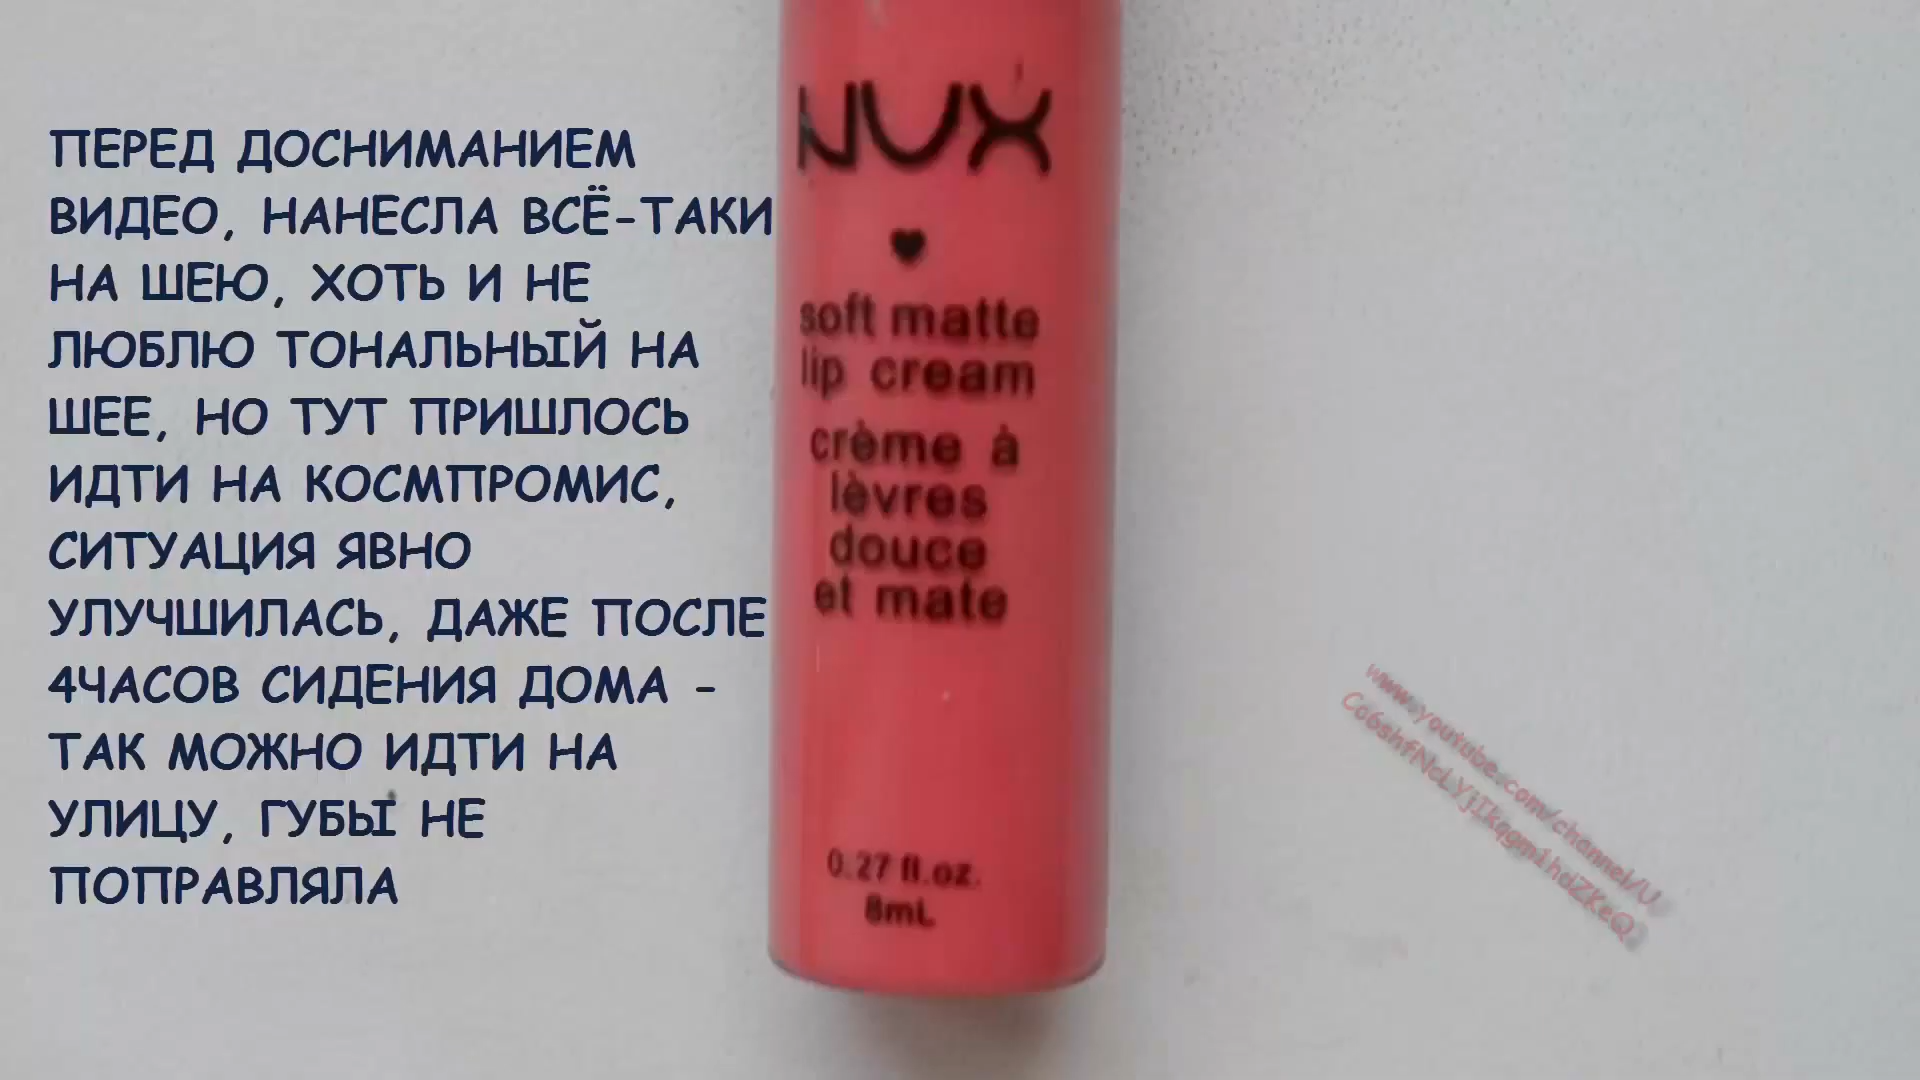 ПЕРЕД ДОСНИМАНИЕМ
ВИДЕО, НАНЕСЛА ВСЁ-ТАКИ
НА ШЕЮ, ХОТЬ И НЕ
ЛЮБЛЮ ТОНАЛЬНЫЙ НА
ШЕЕ, НО ТУТ ПРИШЛОСЬ
ИДТИ НА КОСМПРОМИС,
СИТУАЦИЯ ЯВНО
УЛУЧШИЛАСЬ, ДАЖЕ ПОСЛЕ
4ЧАСОВ СИДЕНИЯ ДОМА -
ТАК МОЖНО ИДТИ НА
УЛИЦУ, ГУБЫ НЕ
ПОПРАВЛЯЛА
NYX
soft matte
lip cream
crème à
lèvres
douce
et mate
0.27 fl.oz.
8mL
www.youtube.com/channel/U